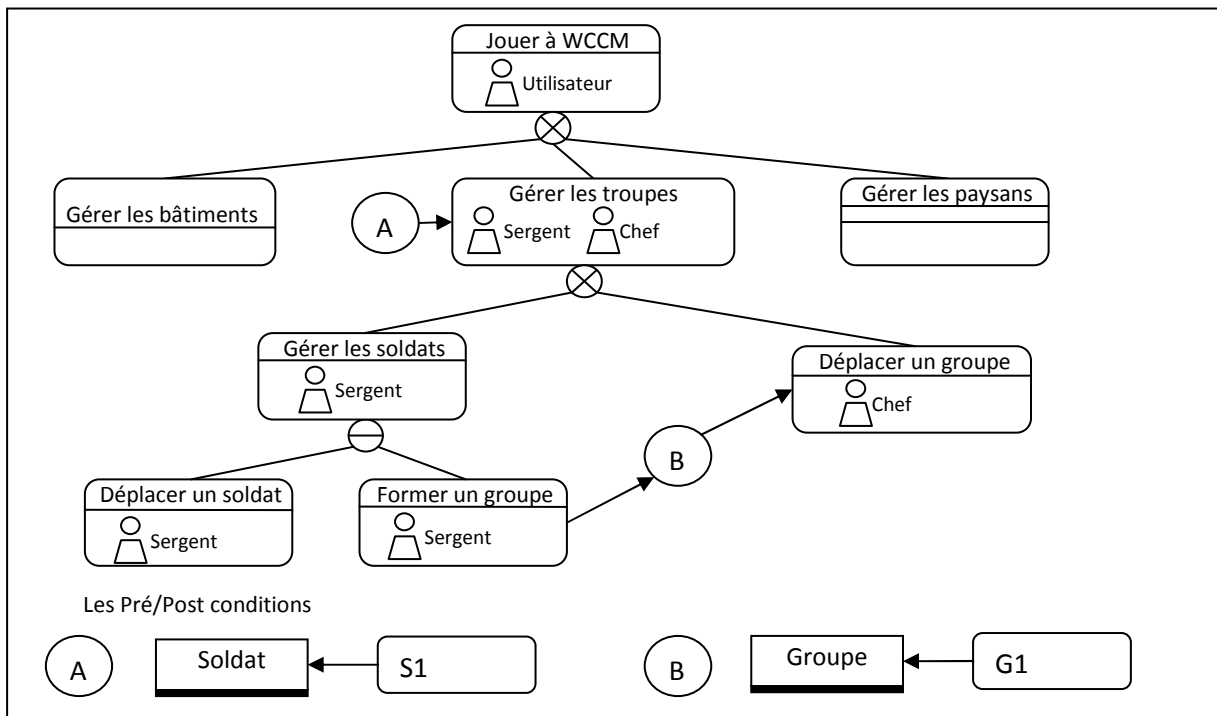 Jouer à WCCM
Utilisateur
Gérer les bâtiments
A
Gérer les troupes
Sergent
Chef
Gérer les paysans
Gérer les soldats
Sergent
Déplacer un groupe
Chef
B
Déplacer un soldat
Sergent
Former un groupe
Sergent
Les Pré/Post conditions
A
Soldat
S1
B
Groupe
G1